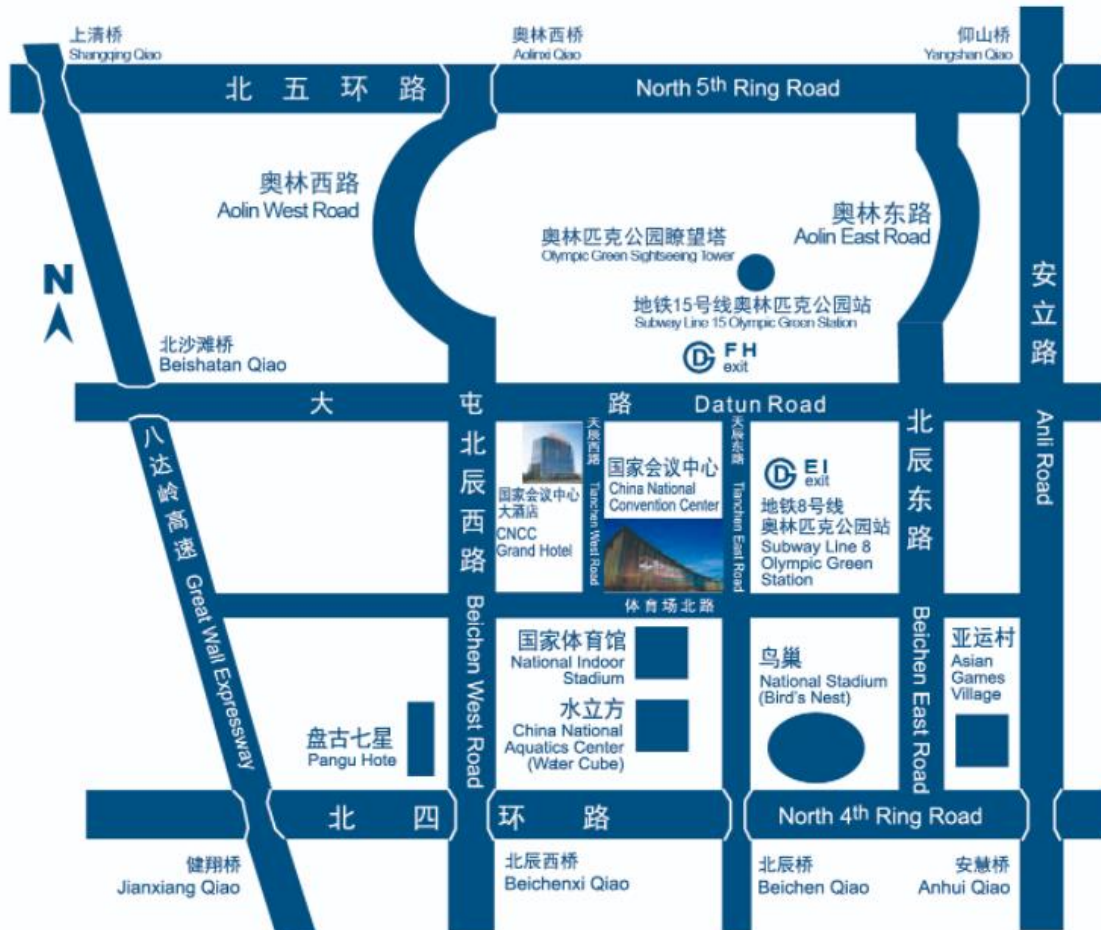 上清桥
Shangqing Qiao
奥林西桥
Aolinxi Qiao
仰山桥
Yangshan Qiao
北五环路
North 5th Ring Road
奥林西路
Aolin West Road
奥林东路
Aolin East Road
奥林匹克公园瞭望塔
Olympic Green Sightseeing Tower
地铁15号线奥林匹克公园站
Subway Line 15 Olympic Green Station
F H
exit
N
安立路
Anli Road
北沙滩桥
Beishatan Qiao
大屯路
Datun Road
八达岭高速
Great Wall Expressway
北辰西路
Beichen West Road
国家会议中心
大酒店
CNCC
Grand Hotel
天辰西路
Tianchen West Road
国家会议中心
China National
Convention Center
天辰东路
Tianchen East Road
E I
exit
地铁8号线
奥林匹克公园站
Subway Line 8
Olympic Green
Station
北辰东路
Beichen East Road
体育场北路
国家体育馆
National Indoor
Stadium
鸟巢
National Stadium
(Bird's Nest)
亚运村
Asian
Games
Village
水立方
China National
Aquatics Center
(Water Cube)
盘古七星
Pangu Hote
北四环路
North 4th Ring Road
健翔桥
Jianxiang Qiao
北辰西桥
Beichenxi Qiao
北辰桥
Beichen Qiao
安慧桥
Anhui Qiao